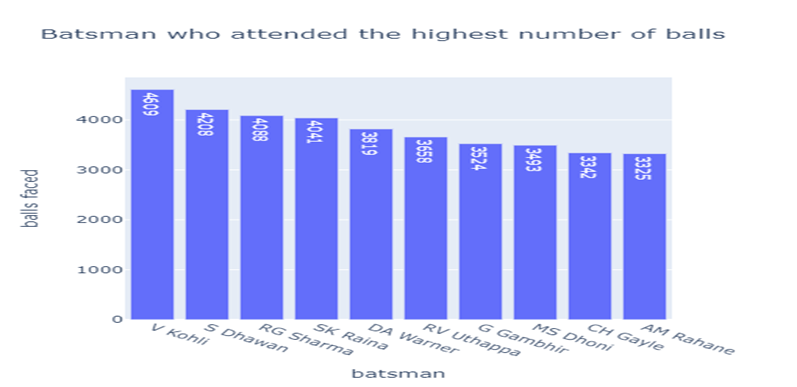 Batsman who attended the highest number of balls
balls faced
4000
3000
2000
1000
0
4609
4208
4088
4041
3819
3658
3524
3493
3342
3325
V Kohli
S Dhawan
RG Sharma
SK Raina
DA Warner
RV Uthappa
G Gambhir
MS Dhoni
CH Gayle
AM Rahane
batsman